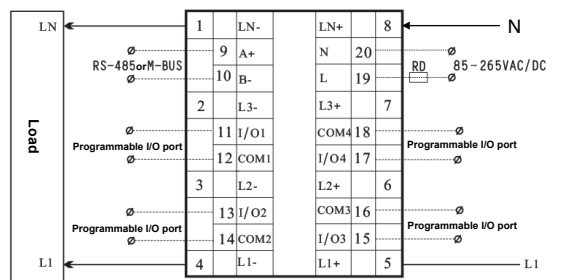 LN 1 LN- LN+ 8 N
9 A+ N 20
RS-485orM-BUS RD 85~265VAC/DC
10 B- L 19
2 L3- L3+ 7
11 I/O1 COM4 18
Programmable I/O port Programmable I/O port
12 COM1 I/O4 17
Load
3 L2- L2+ 6
13 I/O2 COM3 16
Programmable I/O port Programmable I/O port
14 COM2 I/O3 15
L1 4 L1- L1+ 5 L1